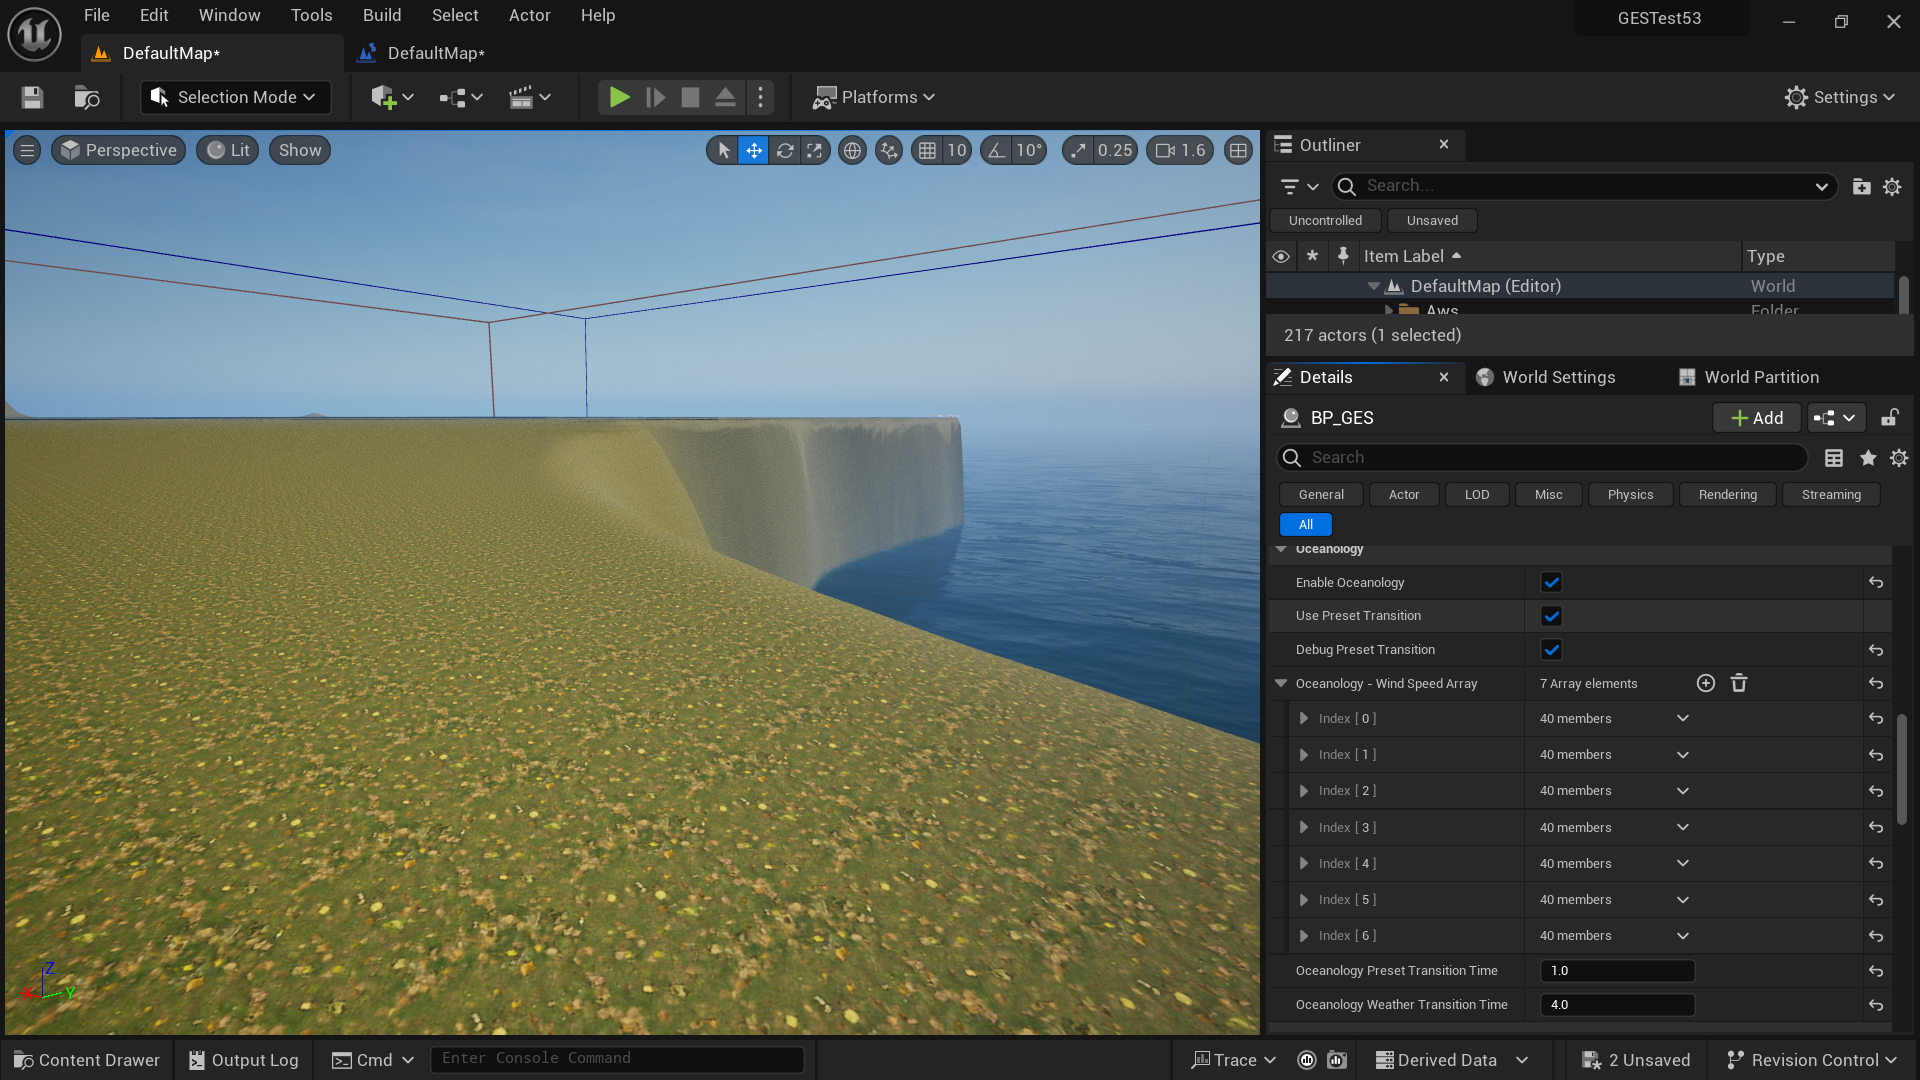 File Edit Window Tools Build Select Actor Help
GESTest53
DefaultMap*
DefaultMap*
Selection Mode
Platforms
Settings
Perspective
Lit
Show
10
10°
0.25
1.6
Outliner
Search...
Uncontrolled
Unsaved
Item Label
Type
DefaultMap (Editor)
World
Aws
Folder
217 actors (1 selected)
Details
World Settings
World Partition
BP_GES
Add
Search
General
Actor
LOD
Misc
Physics
Rendering
Streaming
All
Oceanology
Enable Oceanology
Use Preset Transition
Debug Preset Transition
Oceanology - Wind Speed Array
7 Array elements
Index [ 0 ]
40 members
Index [ 1 ]
40 members
Index [ 2 ]
40 members
Index [ 3 ]
40 members
Index [ 4 ]
40 members
Index [ 5 ]
40 members
Index [ 6 ]
40 members
Oceanology Preset Transition Time
1.0
Oceanology Weather Transition Time
4.0
Z
X
Y
Content Drawer
Output Log
Cmd
Enter Console Command
Trace
Derived Data
2 Unsaved
Revision Control